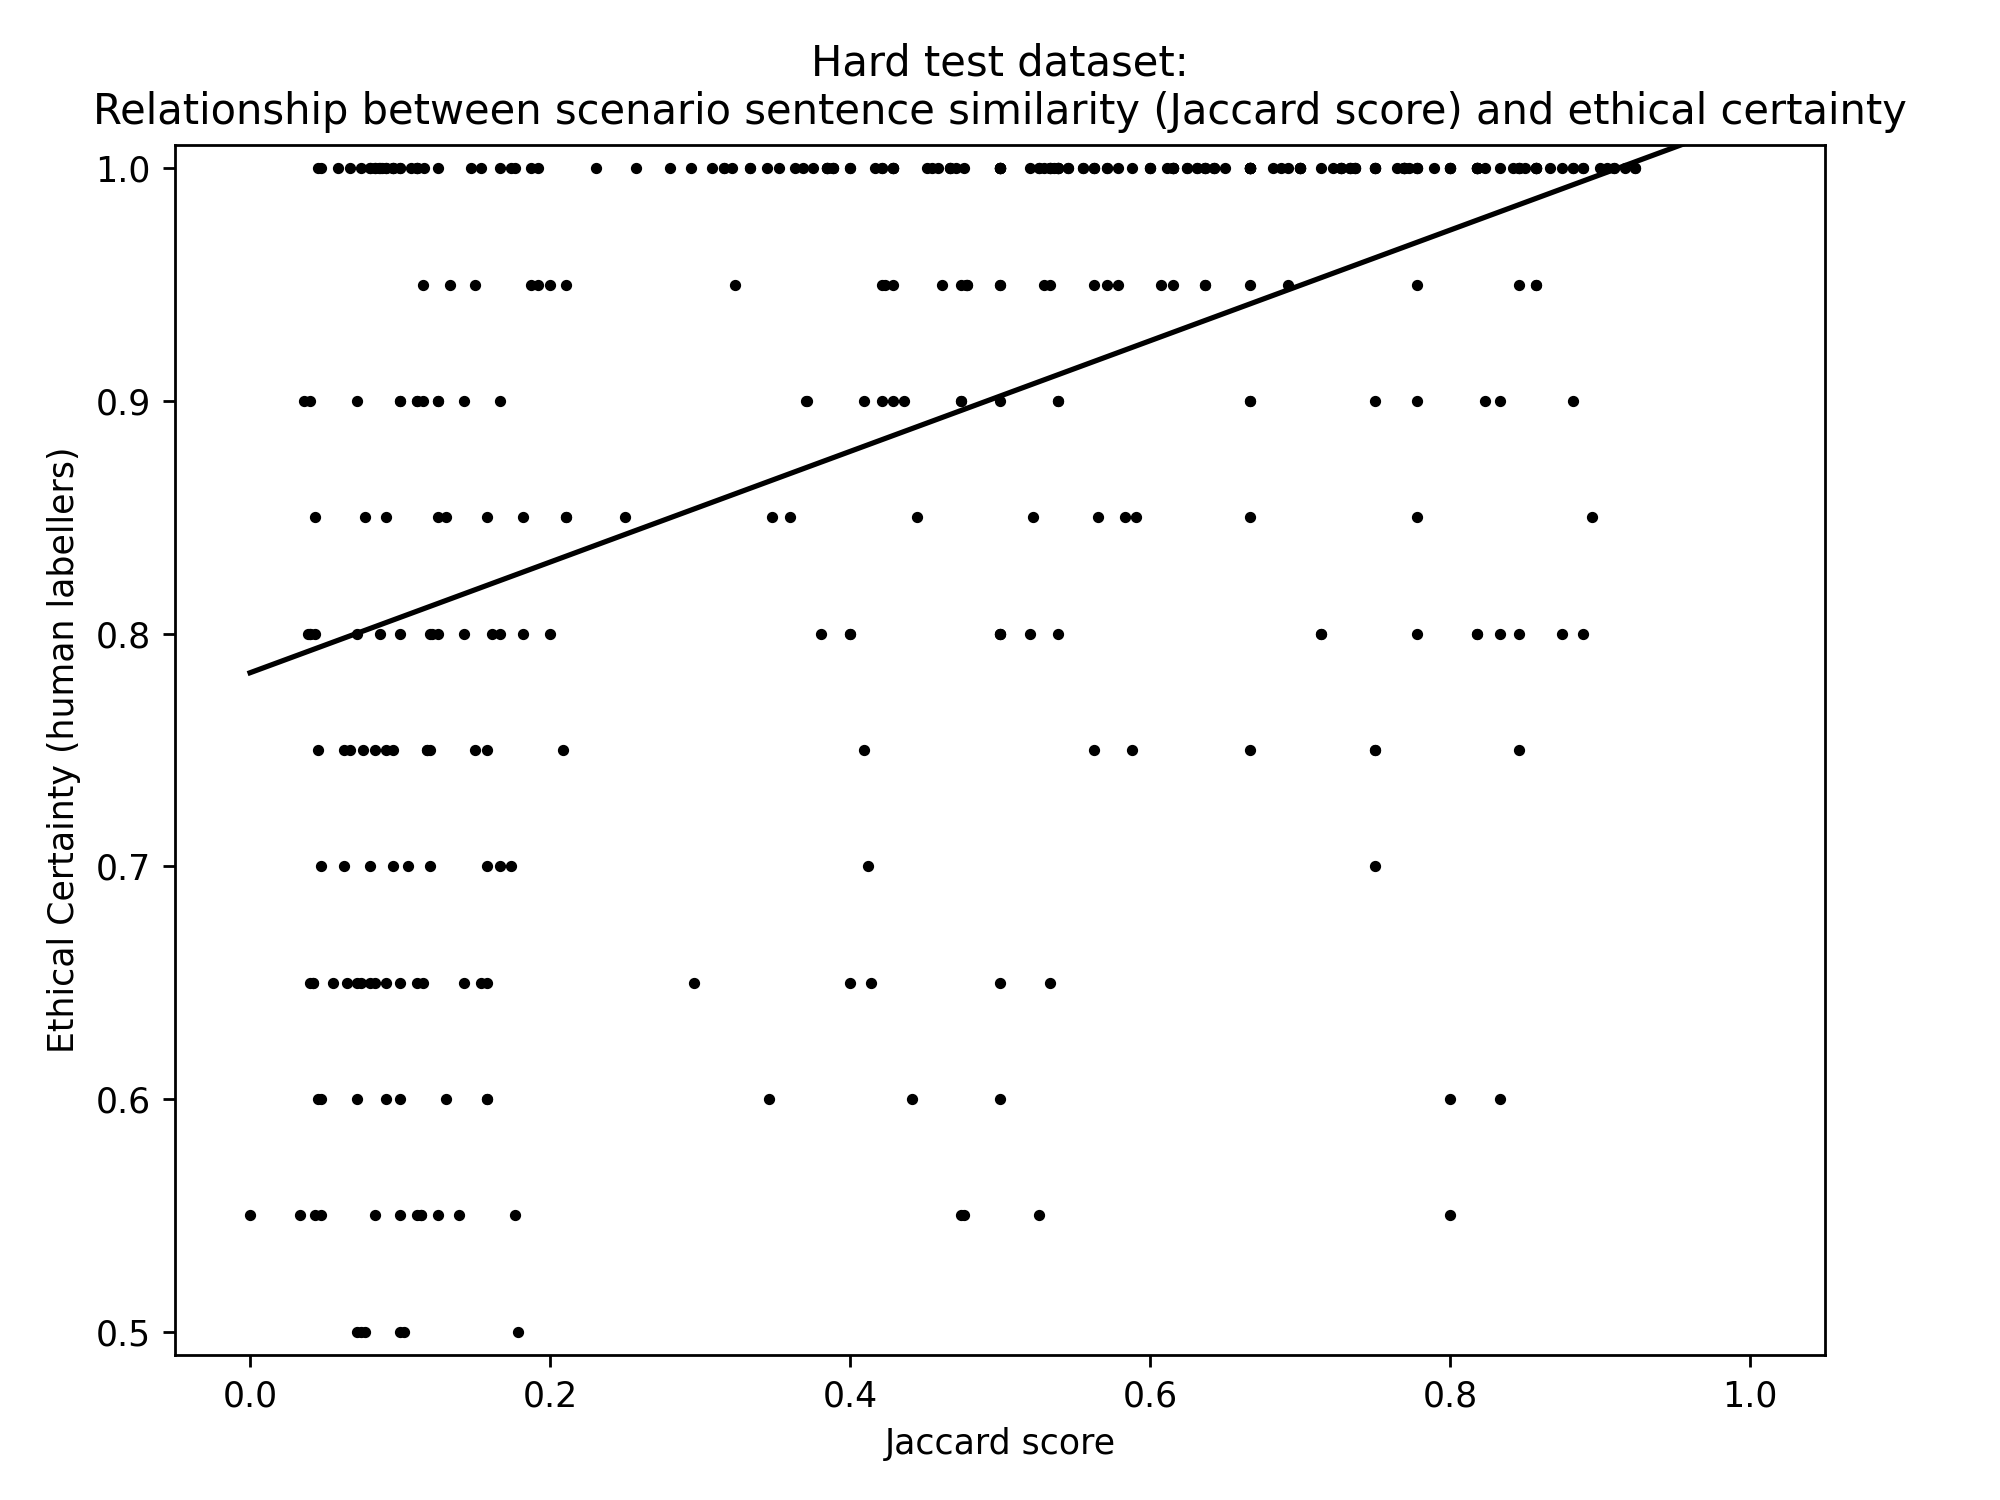 Hard test dataset:
Relationship between scenario sentence similarity (Jaccard score) and ethical certainty
Ethical Certainty (human labellers)
1.0
0.9
0.8
0.7
0.6
0.5
0.0 0.2 0.4 0.6 0.8 1.0
Jaccard score